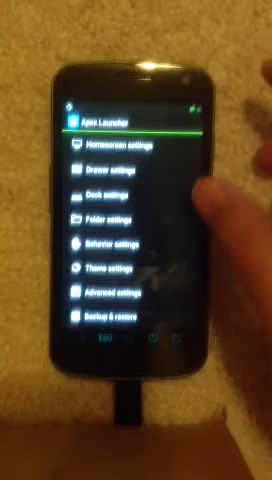 Apex Launcher
Homescreen settings
Drawer settings
Dock settings
Folder settings
Behavior settings
Theme settings
Advanced settings
Backup & restore